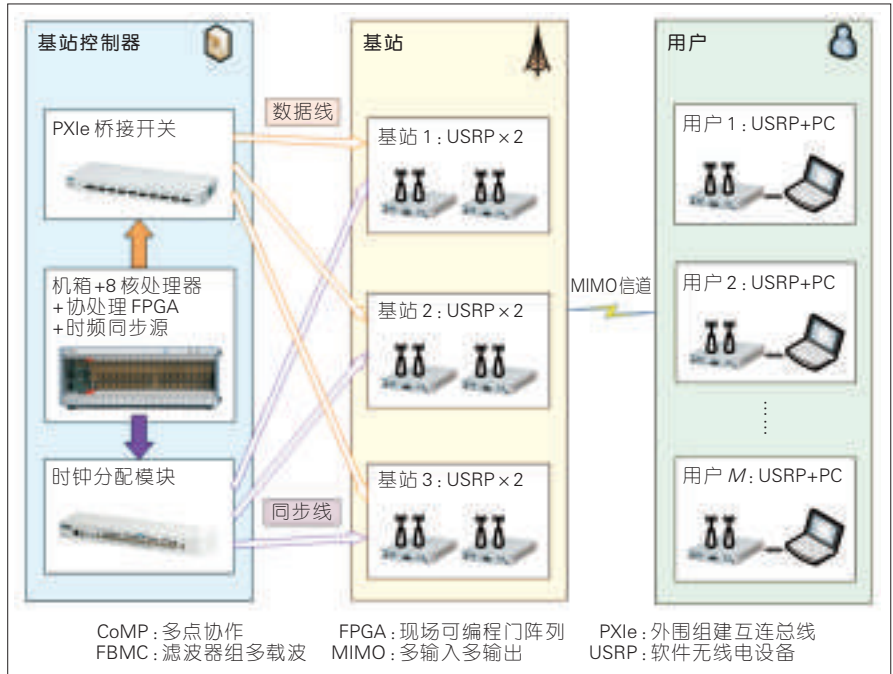 基站控制器
基站
用户
数据线
PXIe 桥接开关
基站 1:USRP×2
用户 1:USRP+PC
机箱+8 核处理器
+协处理 FPGA
+时频同步源
MIMO信道
基站 2:USRP×2
用户 2:USRP+PC
时钟分配模块
同步线
基站 3:USRP×2
……
用户 M:USRP+PC
CoMP:多点协作 FPGA:现场可编程门阵列 PXIe:外围组建互连总线
FBMC:滤波器组多载波 MIMO:多输入多输出 USRP:软件无线电设备